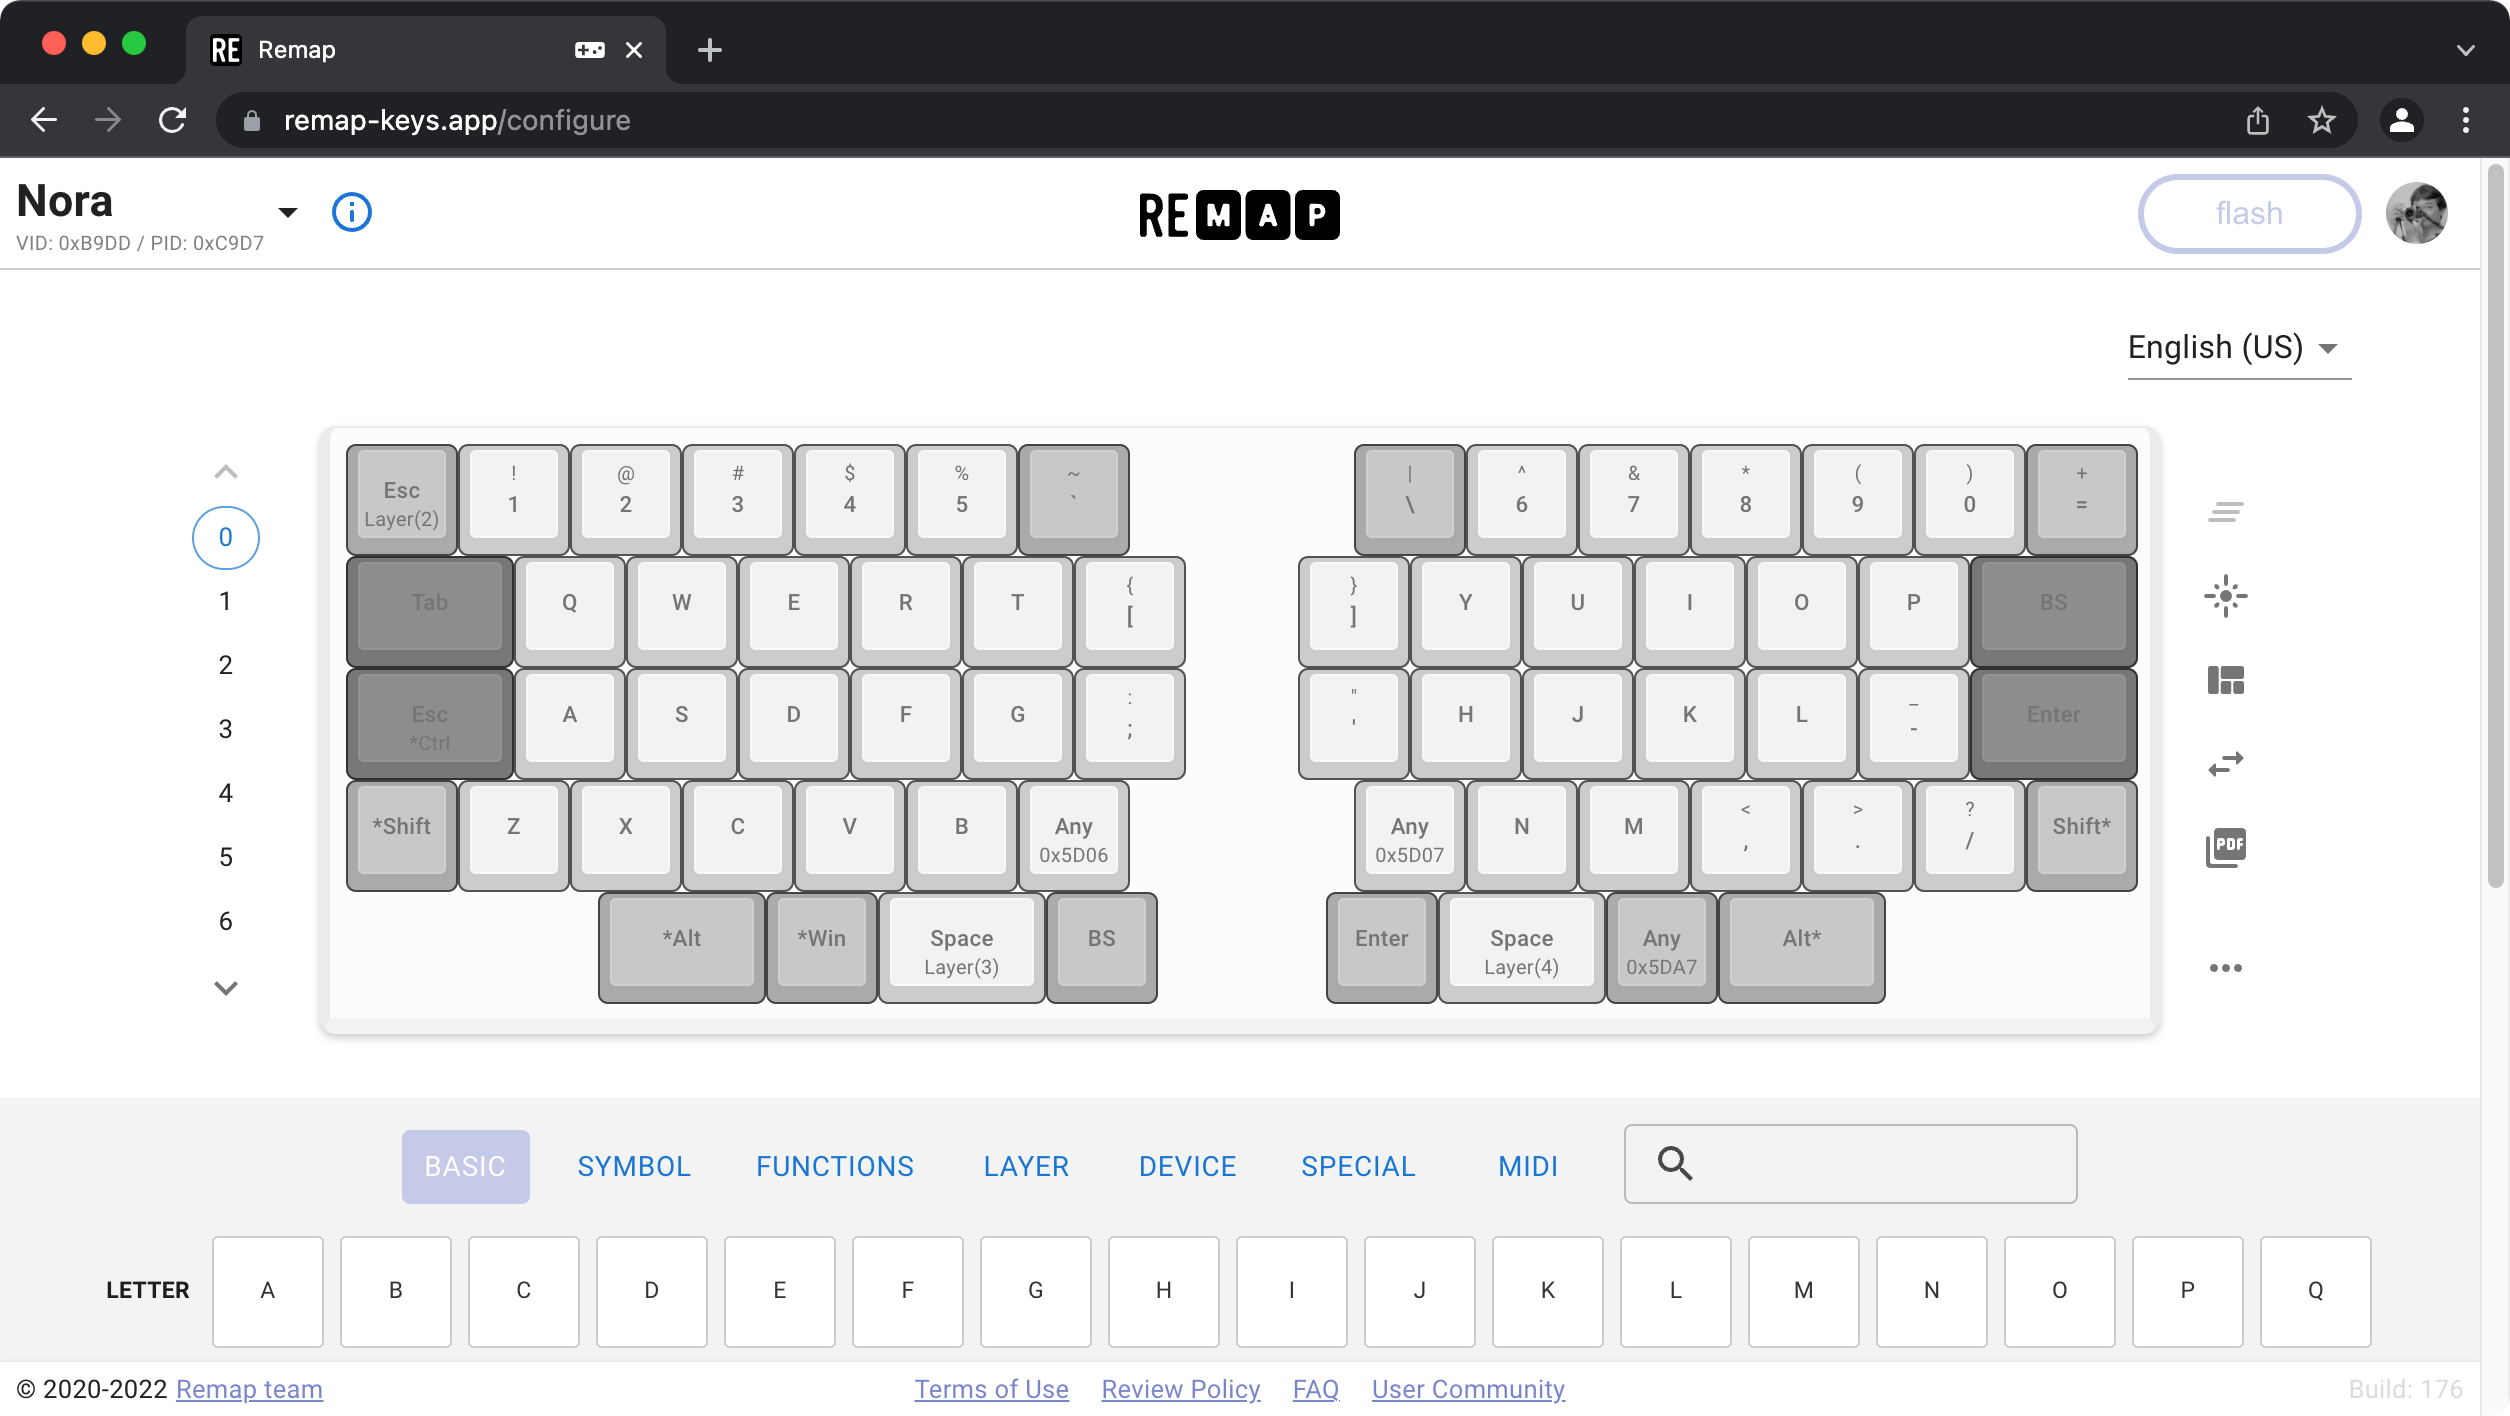 RE Remap
remap-keys.app/configure
Nora
VID: 0xB9DD / PID: 0xC9D7
REMAP
flash
English (US)
0
1
2
3
4
5
6
Esc Layer(2) ! 1 @ 2 # 3 $ 4 % 5 ~ ` | \ ^ 6 & 7 * 8 ( 9 ) 0 + =
Tab Q W E R T { [ } ] Y U I O P BS
Esc *Ctrl A S D F G : ; " ' H J K L _ - Enter
*Shift Z X C V B Any 0x5D06 Any 0x5D07 N M < , > . ? / Shift*
*Alt *Win Space Layer(3) BS Enter Space Layer(4) Any 0x5DA7 Alt*
PDF
BASIC SYMBOL FUNCTIONS LAYER DEVICE SPECIAL MIDI
LETTER A B C D E F G H I J K L M N O P Q
© 2020-2022 Remap team Terms of Use Review Policy FAQ User Community Build: 176